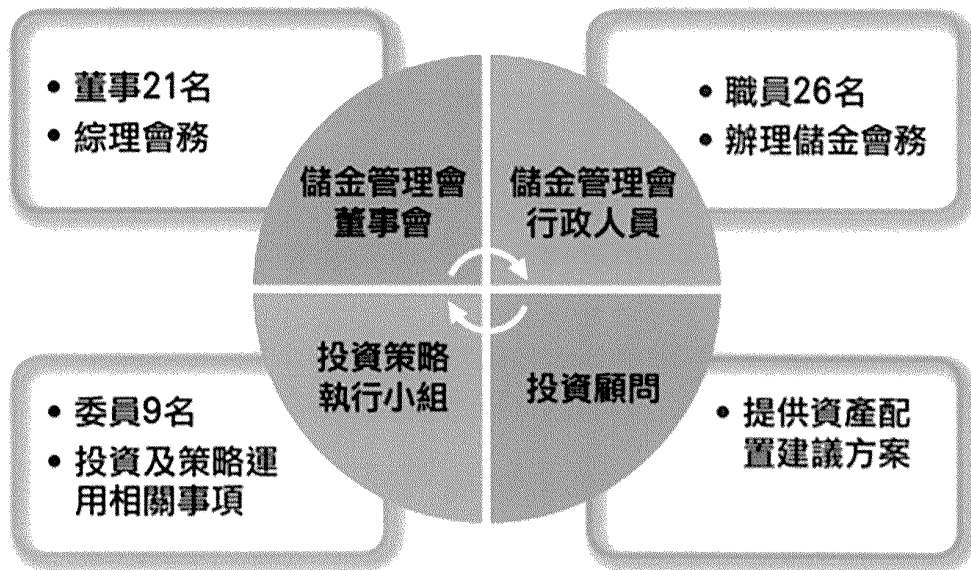 • 董事21名
• 綜理會務
儲金管理會
董事會
• 職員26名
• 辦理儲金會務
儲金管理會
行政人員
• 委員9名
• 投資及策略運
用相關事項
投資策略
執行小組
投資顧問
• 提供資產配
置建議方案